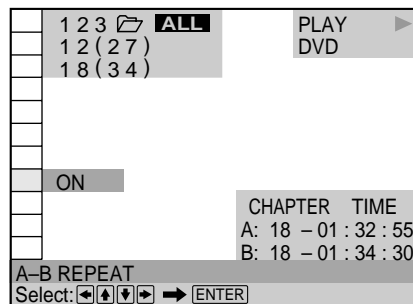 1 2 3 ALL
1 2 ( 2 7 )
1 8 ( 3 4 )
PLAY
DVD
ON
CHAPTER TIME
A: 18 – 01 : 32 : 55
B: 18 – 01 : 34 : 30
A–B REPEAT
Select: ENTER